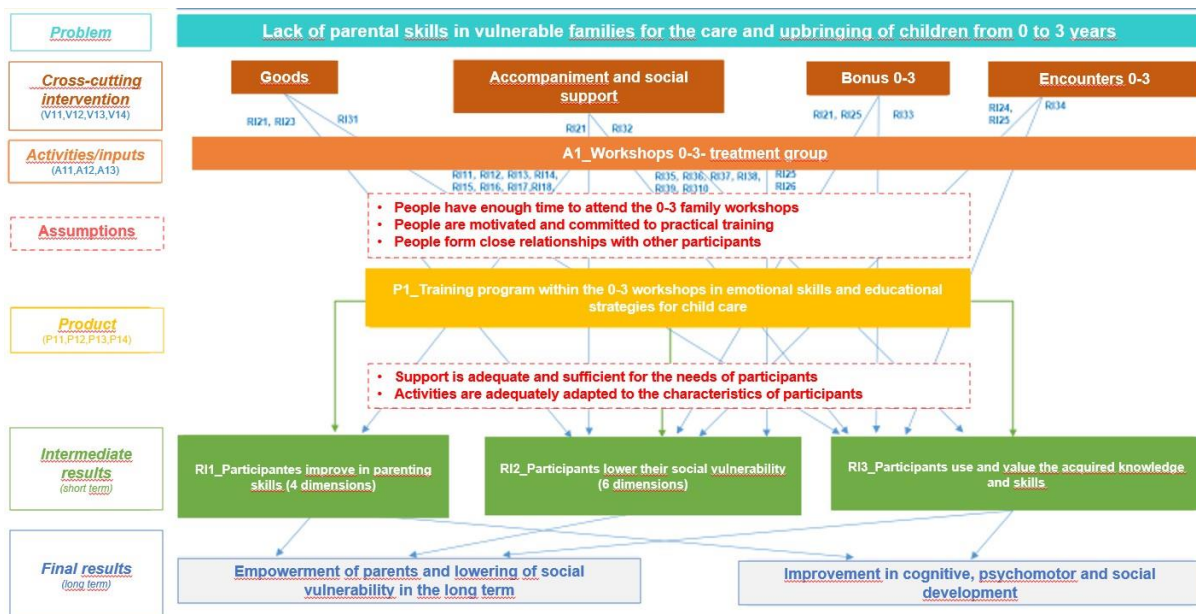 Problem
Lack of parental skills in vulnerable families for the care and upbringing of children from 0 to 3 years
Cross-cutting
intervention
(V11,V12,V13,V14)
Goods
Accompaniment and social
support
Bonus 0-3
Encounters 0-3
RI21, RI23
RI31
RI21
RI32
RI21, RI25
RI33
RI24,
RI25
RI34
Activities/inputs
(A11,A12,A13)
A1_Workshops 0-3- treatment group
RI11, RI12, RI13, RI14,
RI15, RI16, RI17,RI18,
RI35, RI36, RI37, RI38,
RI39, RI310
RI25
RI26
Assumptions
• People have enough time to attend the 0-3 family workshops
• People are motivated and committed to practical training
• People form close relationships with other participants
Product
(P11,P12,P13,P14)
P1_Training program within the 0-3 workshops in emotional skills and educational
strategies for child care
• Support is adequate and sufficient for the needs of participants
• Activities are adequately adapted to the characteristics of participants
Intermediate
results
(short term)
RI1_Participantes improve in parenting
skills (4 dimensions)
RI2_Participants lower their social vulnerability
(6 dimensions)
RI3_Participants use and value the acquired knowledge
and skills
Final results
(long term)
Empowerment of parents and lowering of social
vulnerability in the long term
Improvement in cognitive, psychomotor and social
development